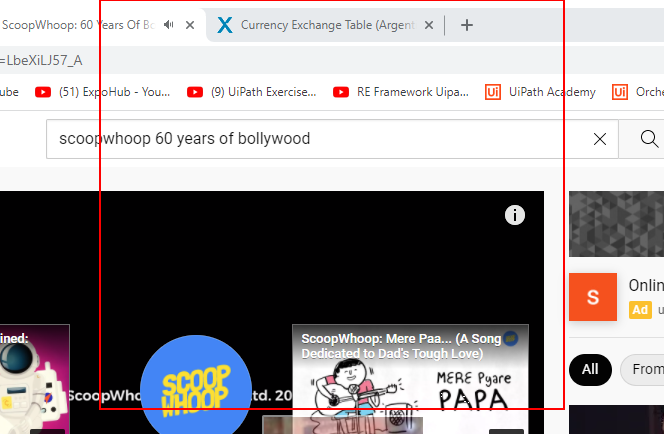 ScoopWhoop: 60 Years Of Bo
Currency Exchange Table (Argent
=LbeXiLJ57_A
ube
(51) ExpoHub - You...
(9) UiPath Exercise...
RE Framework Uipa...
Ui
UiPath Academy
Ui
Orche
scoopwhoop 60 years of bollywood
S
Onlin
Ad
u
ined:
ScoopWhoop: Mere Paa... (A Song
Dedicated to Dad's Tough Love)
SCOOP
WHOOP
ScoopWho
td. 20
MERE Pyare
PAPA
All
From